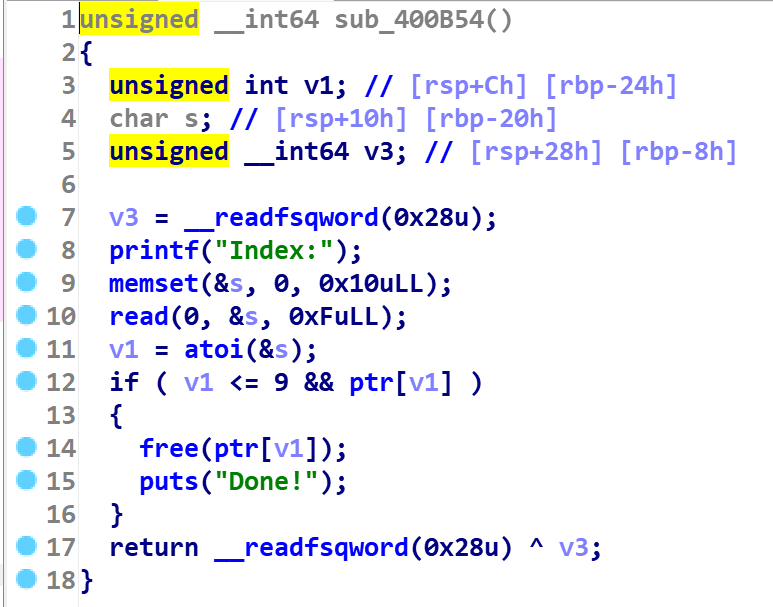 1 unsigned __int64 sub_400B54()
2 {
3   unsigned int v1; // [rsp+Ch] [rbp-24h]
4   char s; // [rsp+10h] [rbp-20h]
5   unsigned __int64 v3; // [rsp+28h] [rbp-8h]
6
7   v3 = __readfsqword(0x28u);
8   printf("Index:");
9   memset(&s, 0, 0x10uLL);
10   read(0, &s, 0xFuLL);
11   v1 = atoi(&s);
12   if ( v1 <= 9 && ptr[v1] )
13   {
14     free(ptr[v1]);
15     puts("Done!");
16   }
17   return __readfsqword(0x28u) ^ v3;
18 }